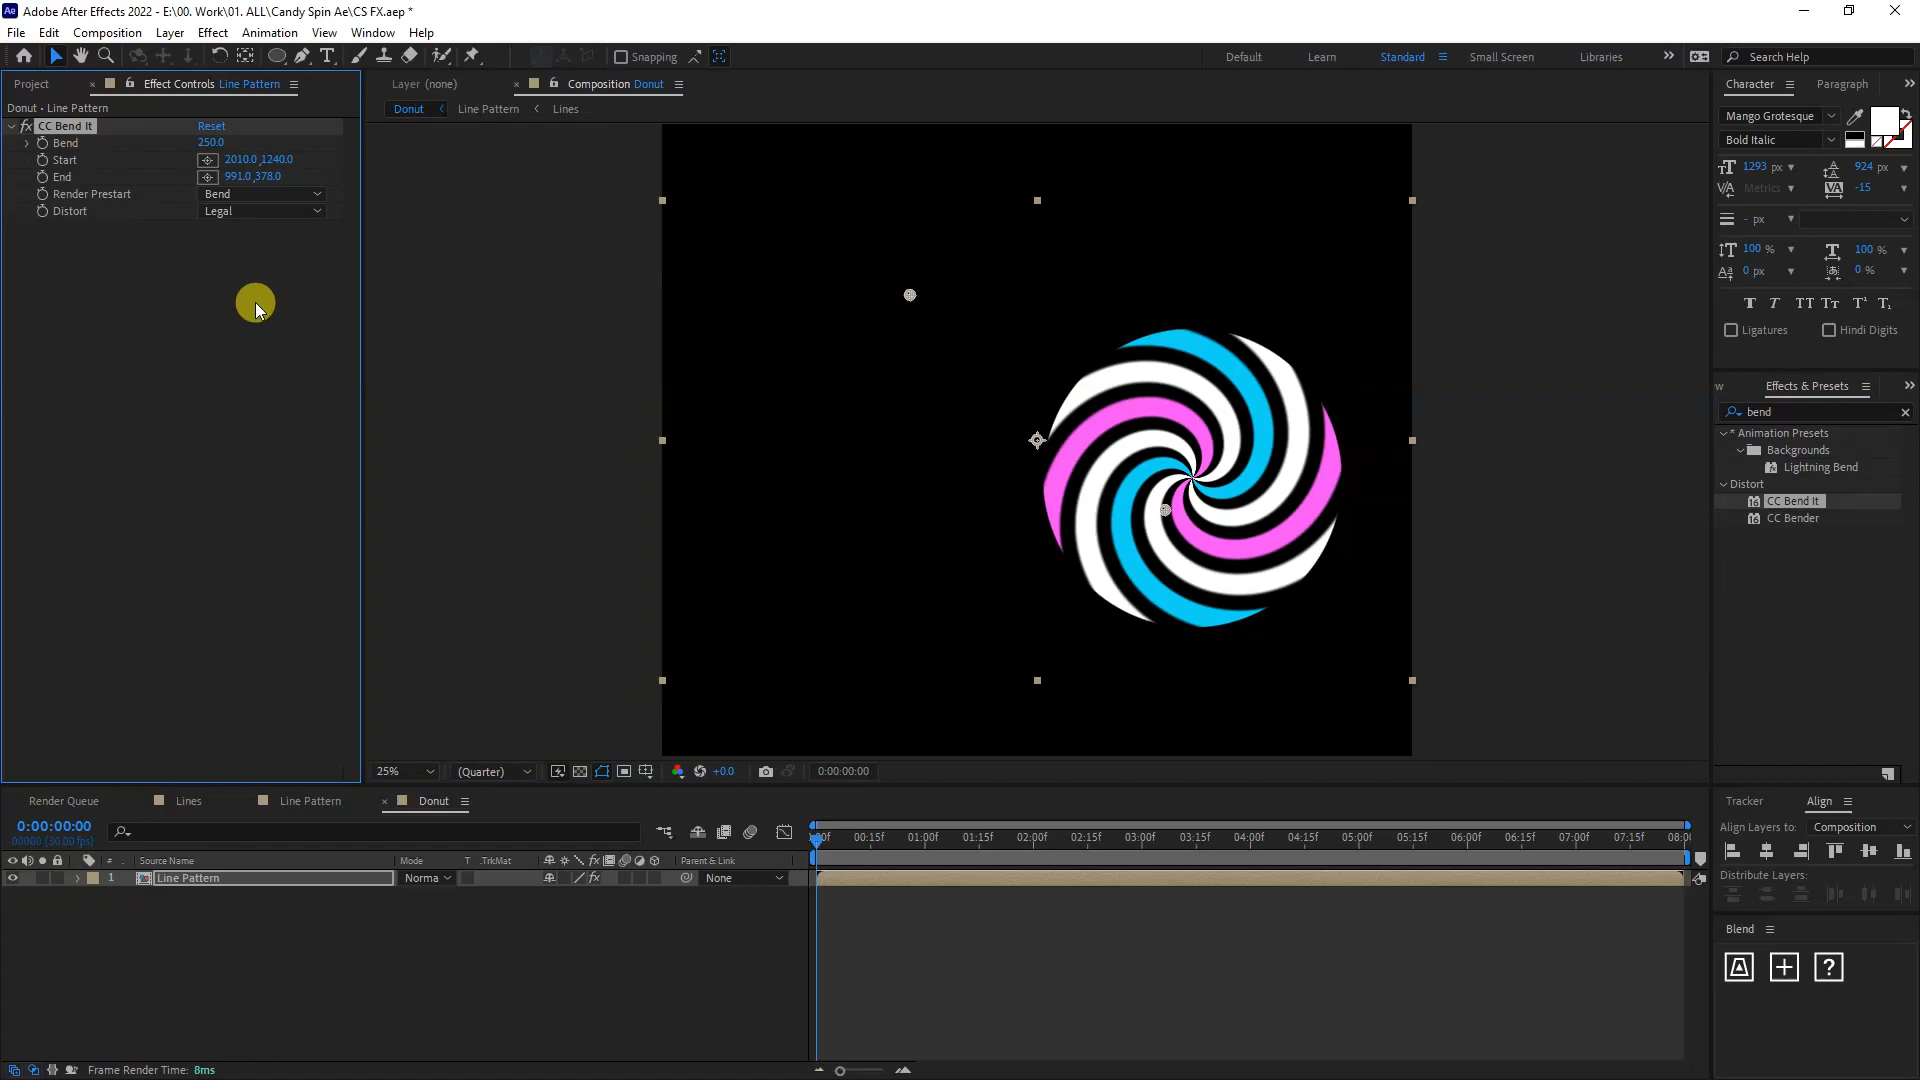 Adobe After Effects 2022 - E:\00. Work\01. ALL\Candy Spin Ae\CS FX.aep *
File Edit Composition Layer Effect Animation View Window Help
Snapping
Default Learn Standard Small Screen Libraries
Search Help
Project Effect Controls Line Pattern
Donut • Line Pattern
CC Bend It Reset
Bend 250.0
Start 2010.0,1240.0
End 991.0,378.0
Render Prestart Bend
Distort Legal
Layer (none) Composition Donut
Donut Line Pattern Lines
25% (Quarter) +0.0 0:00:00:00
Character Paragraph
Mango Grotesque
Bold Italic
1293 px 924 px
Metrics -15
- px
100 % 100 %
0 px 0 %
Ligatures Hindi Digits
Effects & Presets
bend
* Animation Presets
Backgrounds
Lightning Bend
Distort
CC Bend It
CC Bender
Render Queue Lines Line Pattern Donut
0:00:00:00
00000 (30.00 fps)
00:15f 01:00f 01:15f 02:00f 02:15f 03:00f 03:15f 04:00f 04:15f 05:00f 05:15f 06:00f 06:15f 07:00f 07:15f
# Source Name Mode T .TrkMat Parent & Link
1 Line Pattern Norma None
Tracker Align
Align Layers to: Composition
Distribute Layers:
Blend
Frame Render Time: 8ms